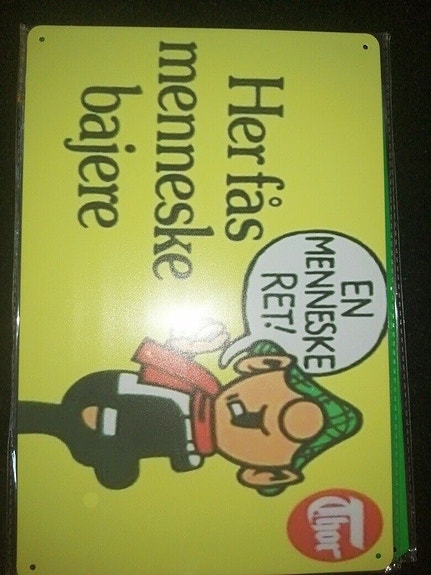 Her fås
menneske
bajere
EN
MENNESKE
RET!
Thor